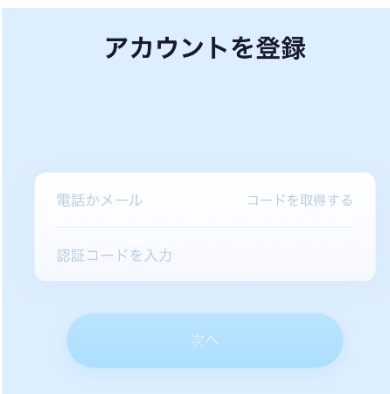 アカウントを登録
電話かメール コードを取得する
認証コードを入力
次へ